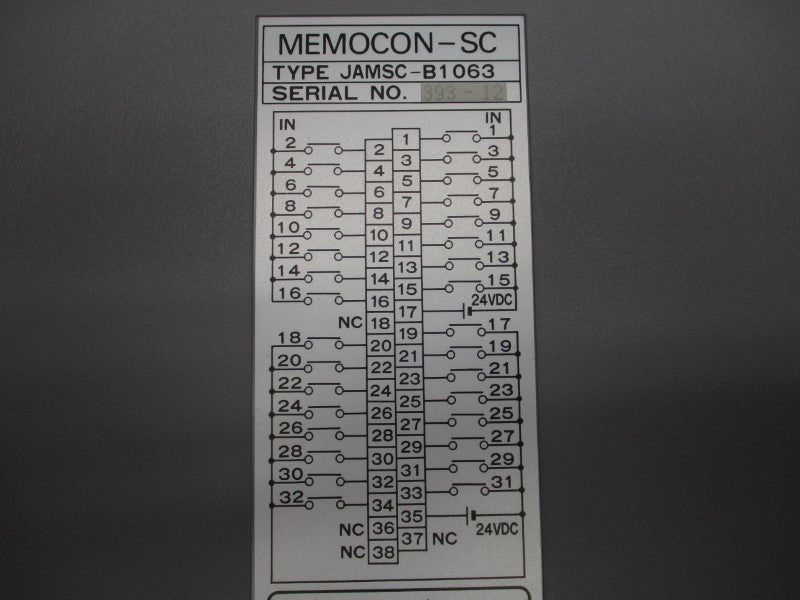 MEMOCON-SC
TYPE JAMSC-B1063
SERIAL NO. 393-12
IN IN
2 2 1 1
4 4 3 3
6 6 5 5
8 8 7 7
10 10 9 9
12 12 11 11
14 14 13 13
16 16 15 15
NC 18 17 24VDC
18 20 19 17
20 22 21 19
22 24 23 21
24 26 25 23
26 28 27 25
28 30 29 27
30 32 31 29
32 34 33 31
NC 36 35 24VDC
NC 38 37 NC